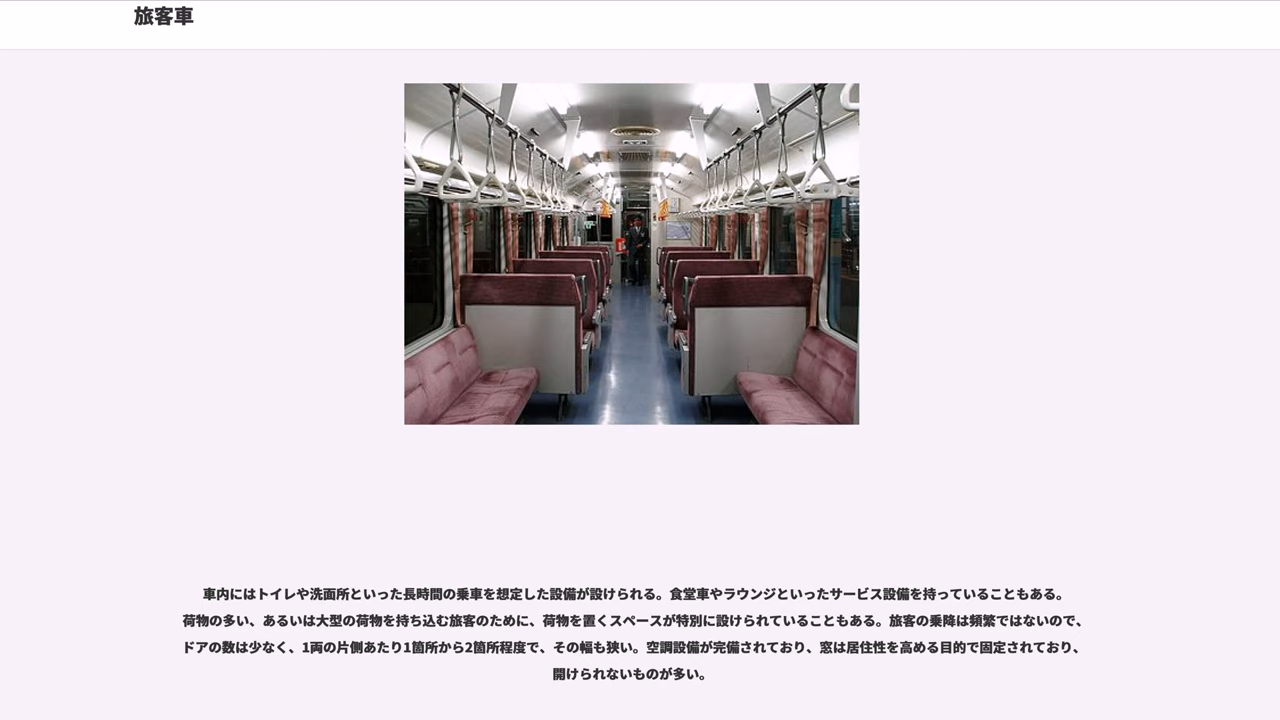 旅客車
車内にはトイレや洗面所といった長時間の乗車を想定した設備が設けられる。食堂車やラウンジといったサービス設備を持っていることもある。
荷物の多い、あるいは大型の荷物を持ち込む旅客のために、荷物を置くスペースが特別に設けられていることもある。旅客の乗降は頻繁ではないので、
ドアの数は少なく、1両の片側あたり1箇所から2箇所程度で、その幅も狭い。空調設備が完備されており、窓は居住性を高める目的で固定されており、
開けられないものが多い。